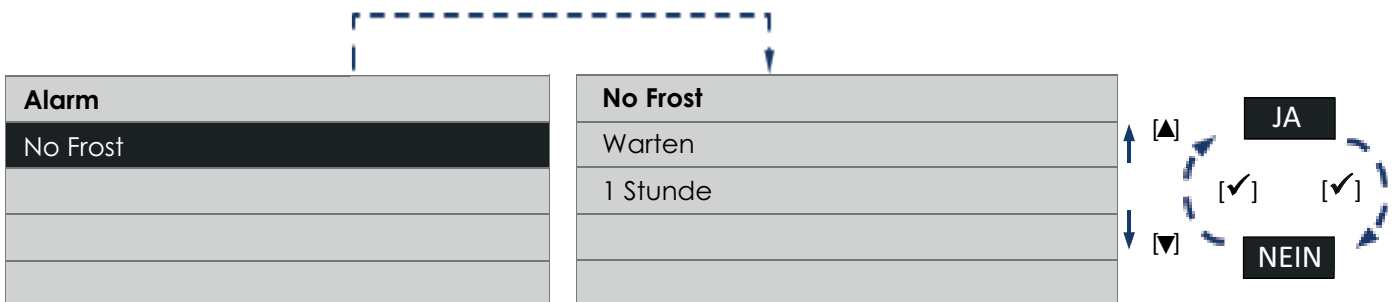 Alarm
No Frost
No Frost
Warten
1 Stunde
[▲]
[▼]
JA
[✔] [✔]
NEIN